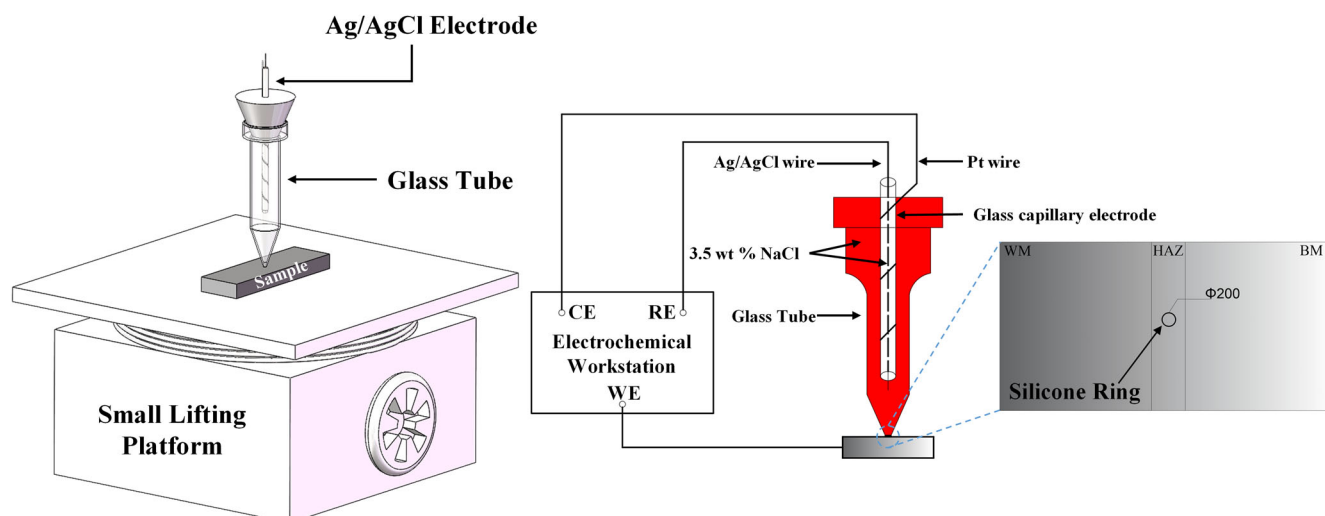 Ag/AgCl Electrode
Glass Tube
Sample
Small Lifting
Platform
Ag/AgCl wire
Pt wire
Glass capillary electrode
3.5 wt % NaCl
Glass Tube
CE
RE
Electrochemical
Workstation
WE
WM
HAZ
BM
Φ200
Silicone Ring